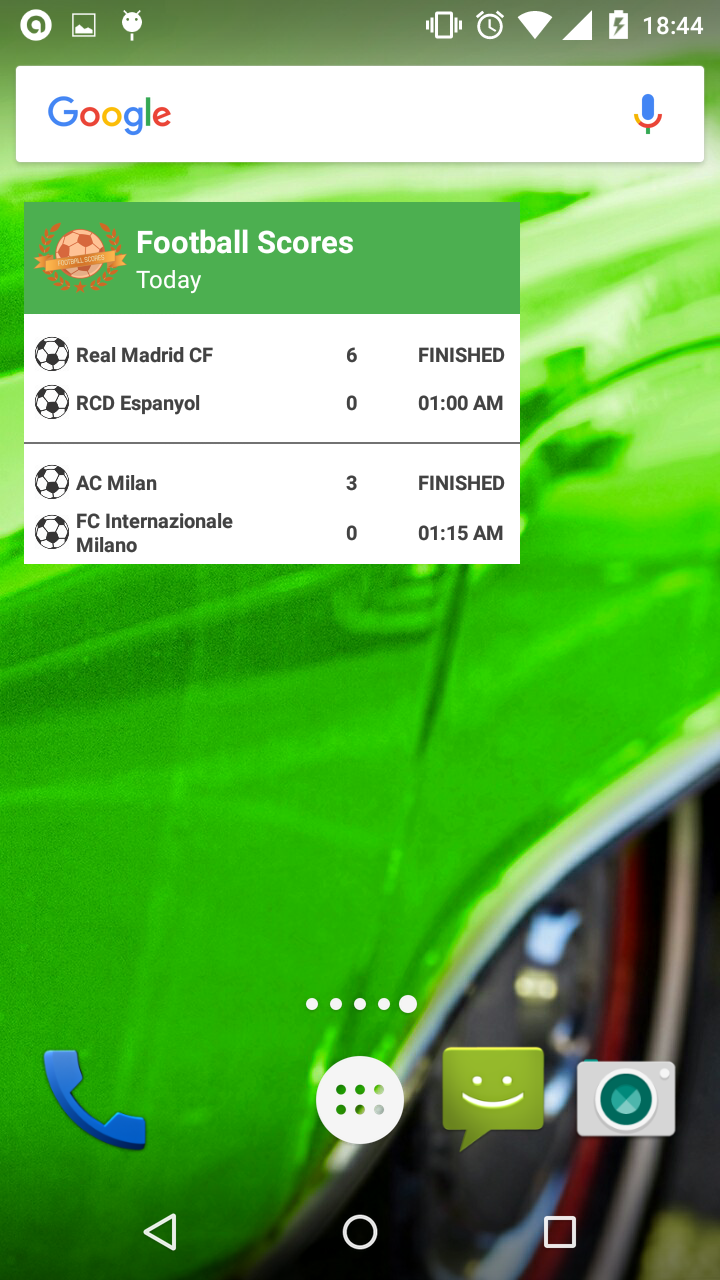 18:44
Google
Football Scores
FOOTBALL SCORES
Today
Real Madrid CF 6 FINISHED
RCD Espanyol 0 01:00 AM
AC Milan 3 FINISHED
FC Internazionale
Milano 0 01:15 AM